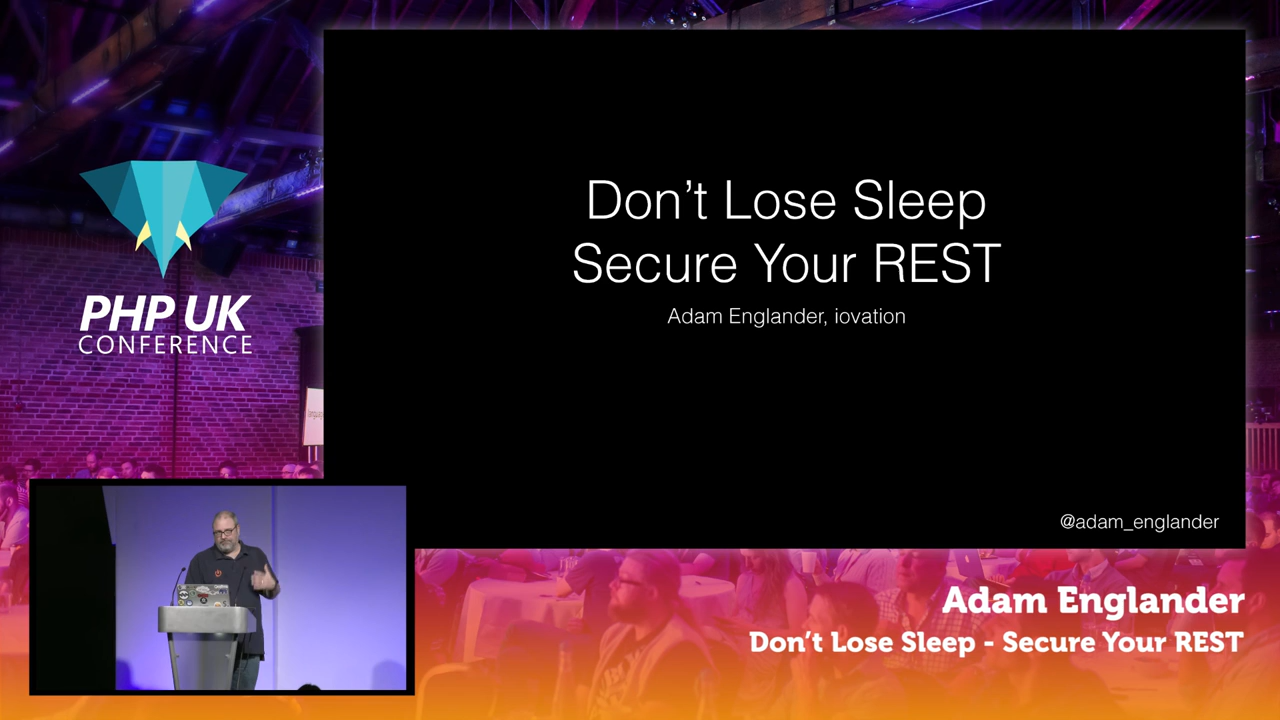 PHP UK
CONFERENCE
Don't Lose Sleep
Secure Your REST
Adam Englander, iovation
@adam_englander
Adam Englander
Don't Lose Sleep - Secure Your REST